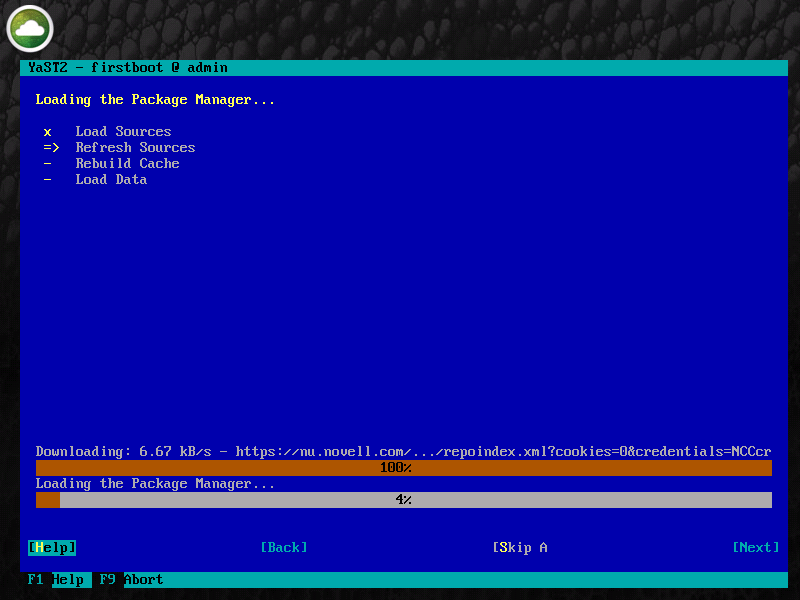 YaST2 - firstboot @ admin
Loading the Package Manager...
x Load Sources
=> Refresh Sources
- Rebuild Cache
- Load Data
Downloading: 6.67 kB/s - https://nu.novell.com/.../repoindex.xml?cookies=0&credentials=NCCcr
100%
Loading the Package Manager...
4%
[Help] [Back] [Skip A [Next]
F1 Help F9 Abort